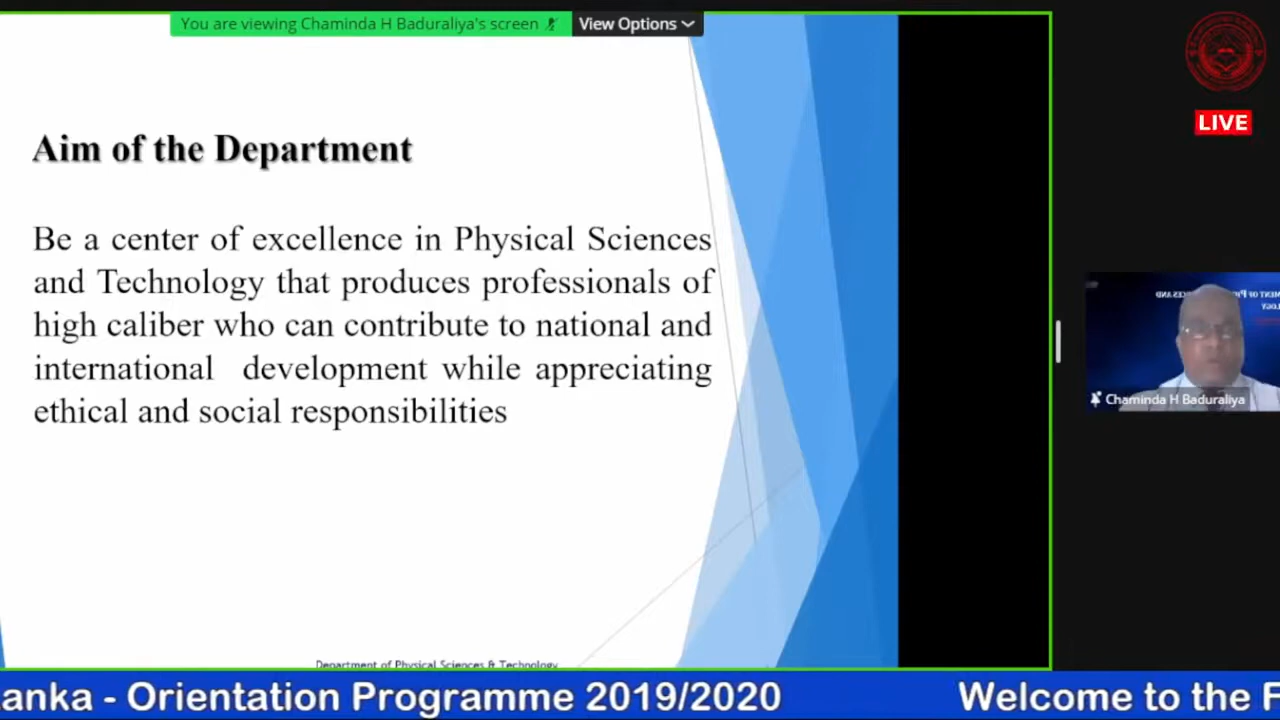 You are viewing Chaminda H Baduraliya's screen
View Options
LIVE
Aim of the Department
Be a center of excellence in Physical Sciences
and Technology that produces professionals of
high caliber who can contribute to national and
international development while appreciating
ethical and social responsibilities
Chaminda H Baduraliya
Department of Physical Sciences & Technology
anka - Orientation Programme 2019/2020 Welcome to the F